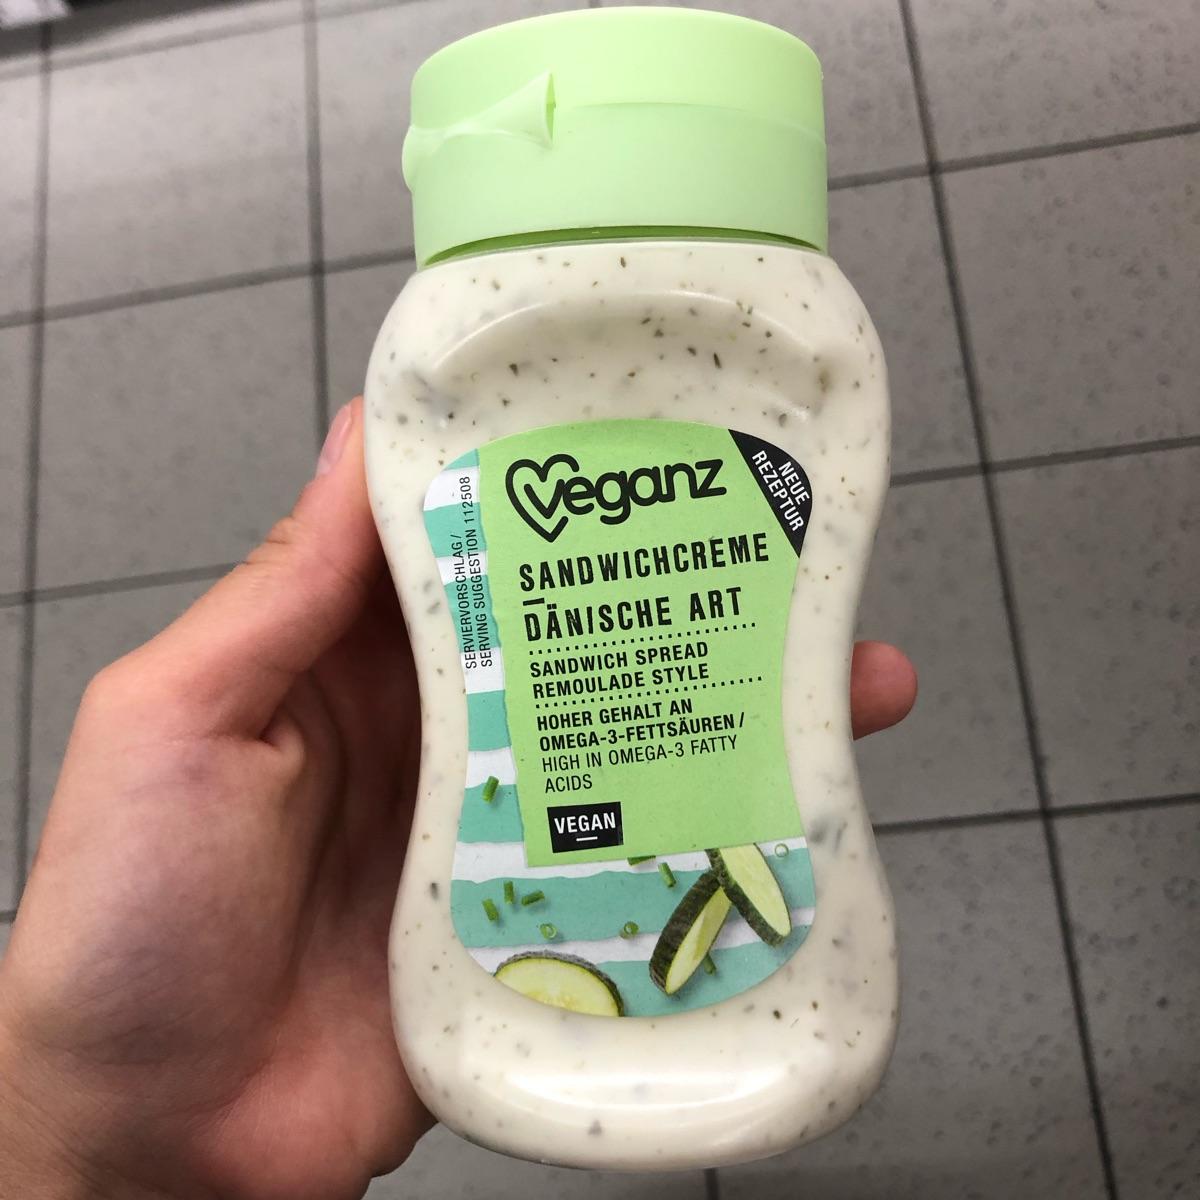 veganz
NEUE
REZEPTUR
SANDWICHCREME
DÄNISCHE ART
SANDWICH SPREAD
REMOULADE STYLE
HOHER GEHALT AN
OMEGA-3-FETTSÄUREN /
HIGH IN OMEGA-3 FATTY
ACIDS
VEGAN
SERVIERVORSCHLAG /
SERVING SUGGESTION 112508